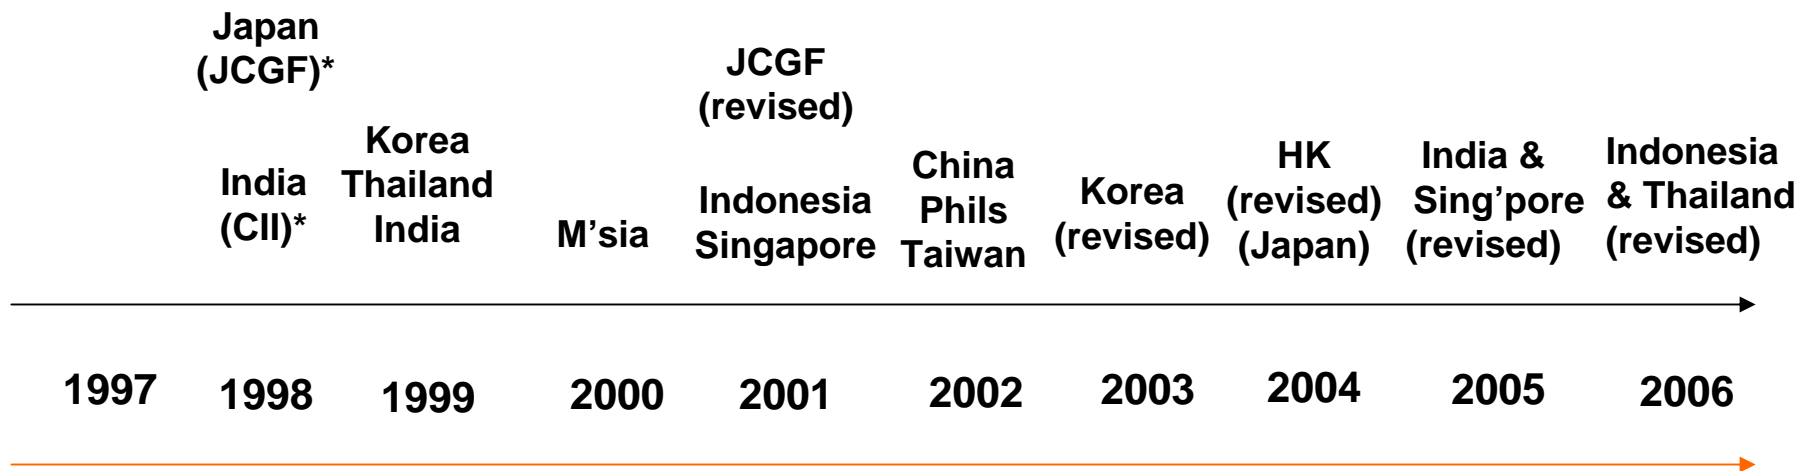 Japan
(JCGF)*
India
(CII)*
Korea
Thailand
India
M’sia
JCGF
(revised)
Indonesia
Singapore
China
Phils
Taiwan
Korea
(revised)
HK
(revised)
(Japan)
India &
Sing’pore
(revised)
Indonesia
& Thailand
(revised)
1997
1998
1999
2000
2001
2002
2003
2004
2005
2006